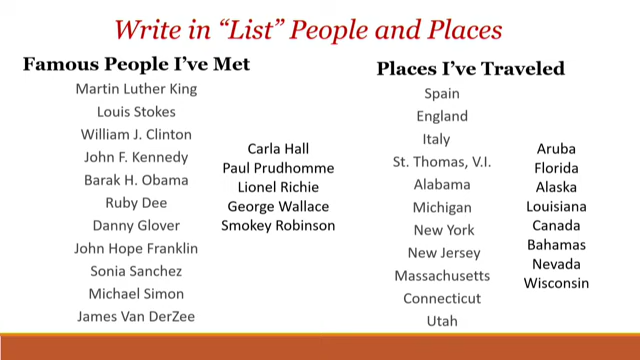 Write in “List” People and Places
Famous People I’ve Met
Martin Luther King
Louis Stokes
William J. Clinton
John F. Kennedy
Barak H. Obama
Ruby Dee
Danny Glover
John Hope Franklin
Sonia Sanchez
Michael Simon
James Van DerZee
Carla Hall
Paul Prudhomme
Lionel Richie
George Wallace
Smokey Robinson
Places I’ve Traveled
Spain
England
Italy
St. Thomas, V.I.
Alabama
Michigan
New York
New Jersey
Massachusetts
Connecticut
Utah
Aruba
Florida
Alaska
Louisiana
Canada
Bahamas
Nevada
Wisconsin